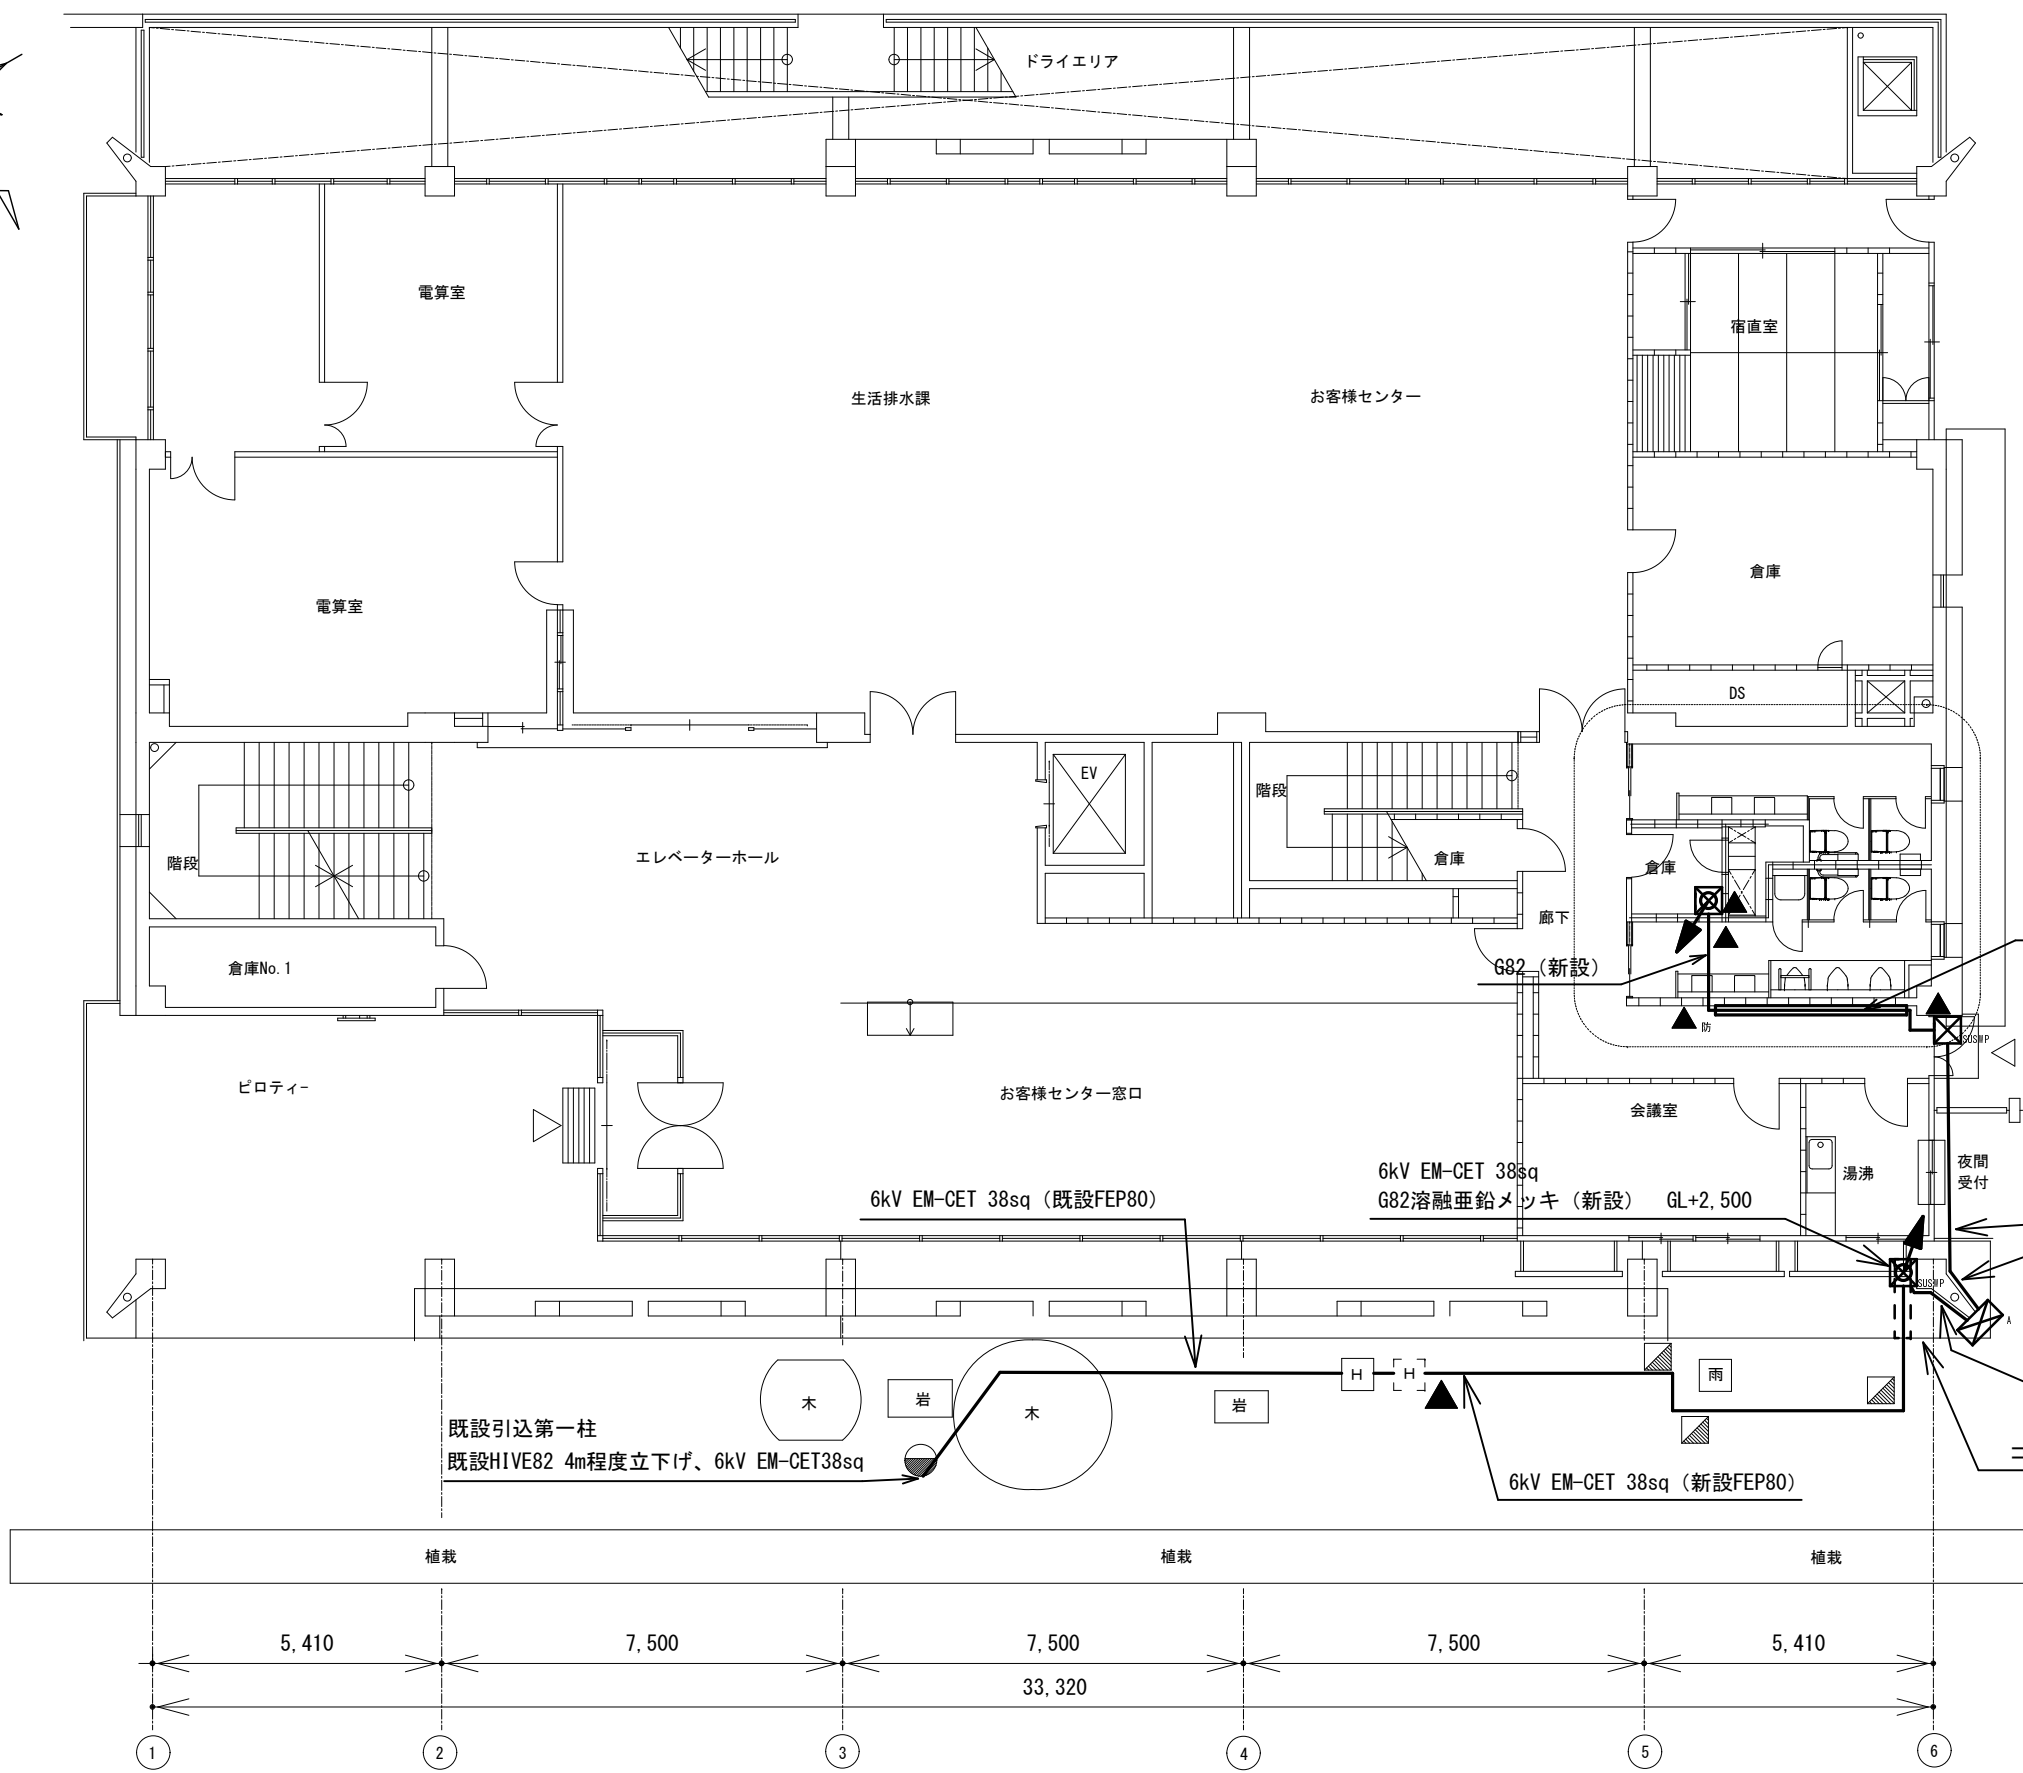 ドライエリア
電算室
宿直室
生活排水課
お客様センター
倉庫
電算室
DS
EV
階段
エレベーターホール
階段
倉庫
倉庫
廊下
倉庫No.1
G82（新設）
防
SUSWP
ピロティー
お客様センター窓口
会議室
湯沸
夜間
受付
6kV EM-CET 38sq（既設FEP80）
6kV EM-CET 38sq
G82溶融亜鉛メッキ（新設）　GL+2,500
SUSWP
A
木
岩
木
岩
H
H
雨
既設引込第一柱
既設HIVE82 4m程度立下げ、6kV EM-CET38sq
6kV EM-CET 38sq（新設FEP80）
植栽
植栽
植栽
5,410
7,500
7,500
7,500
5,410
33,320
1
2
3
4
5
6